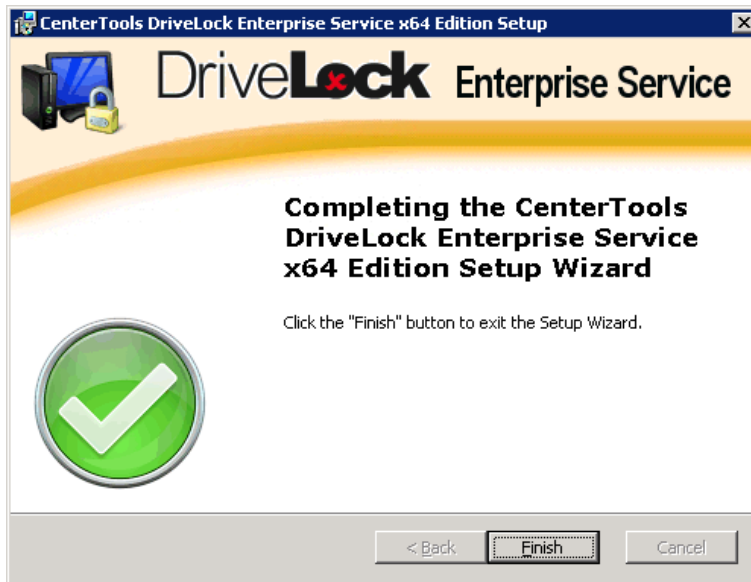 CenterTools DriveLock Enterprise Service x64 Edition Setup
DriveLock Enterprise Service
Completing the CenterTools
DriveLock Enterprise Service
x64 Edition Setup Wizard
Click the "Finish" button to exit the Setup Wizard.
< Back Finish Cancel